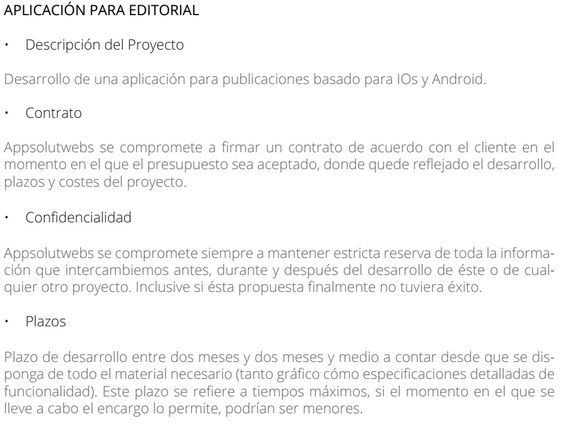 APLICACIÓN PARA EDITORIAL
• Descripción del Proyecto
Desarrollo de una aplicación para publicaciones basado para IOs y Android.
• Contrato
Appsolutwebs se compromete a firmar un contrato de acuerdo con el cliente en el
momento en el que el presupuesto sea aceptado, donde quede reflejado el desarrollo,
plazos y costes del proyecto.
• Confidencialidad
Appsolutwebs se compromete siempre a mantener estricta reserva de toda la informa-
ción que intercambiemos antes, durante y después del desarrollo de éste o de cual-
quier otro proyecto. Inclusive si ésta propuesta finalmente no tuviera éxito.
• Plazos
Plazo de desarrollo entre dos meses y dos meses y medio a contar desde que se dis-
ponga de todo el material necesario (tanto gráfico cómo especificaciones detalladas de
funcionalidad). Este plazo se refiere a tiempos máximos, si el momento en el que se
lleve a cabo el encargo lo permite, podrían ser menores.